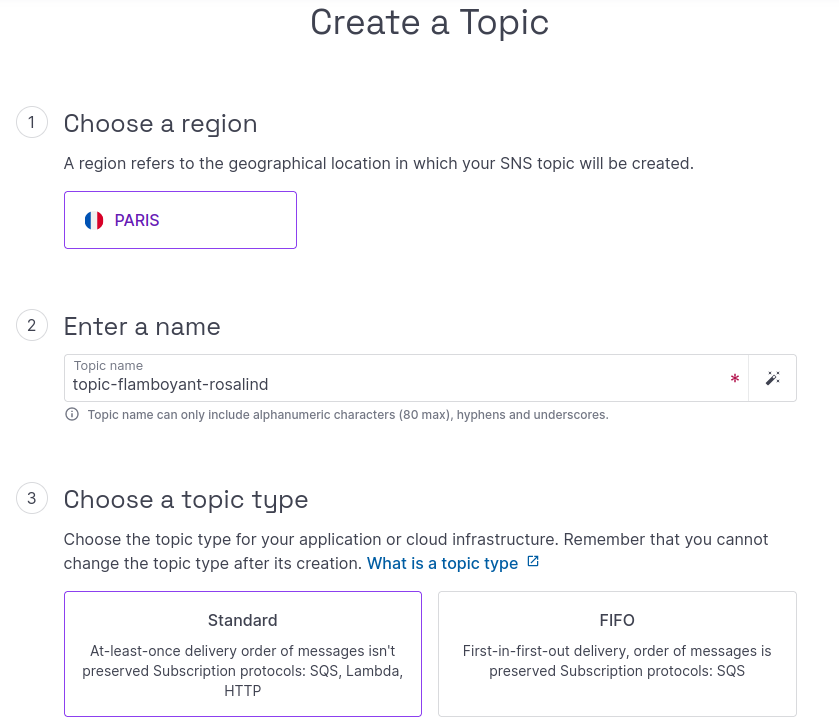 Create a Topic
1
Choose a region
A region refers to the geographical location in which your SNS topic will be created.
PARIS
2
Enter a name
Topic name
topic-flamboyant-rosalind
*
Topic name can only include alphanumeric characters (80 max), hyphens and underscores.
3
Choose a topic type
Choose the topic type for your application or cloud infrastructure. Remember that you cannot
change the topic type after its creation. What is a topic type
Standard
At-least-once delivery order of messages isn't
preserved Subscription protocols: SQS, Lambda,
HTTP
FIFO
First-in-first-out delivery, order of messages is
preserved Subscription protocols: SQS